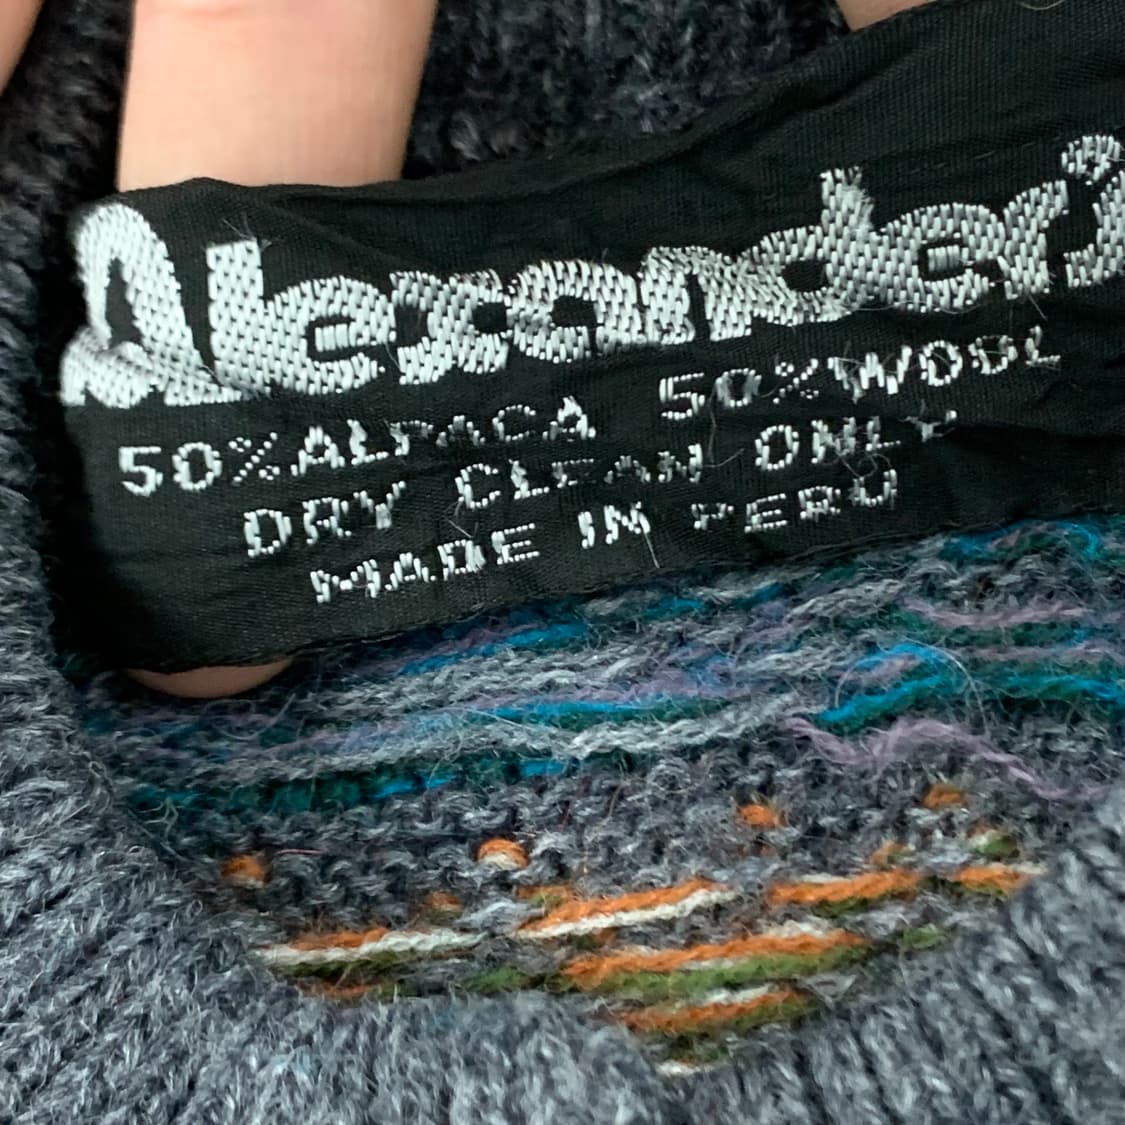 Alexander's
50% ALPACA 50% WOOL
DRY CLEAN ONLY
MADE IN PERU